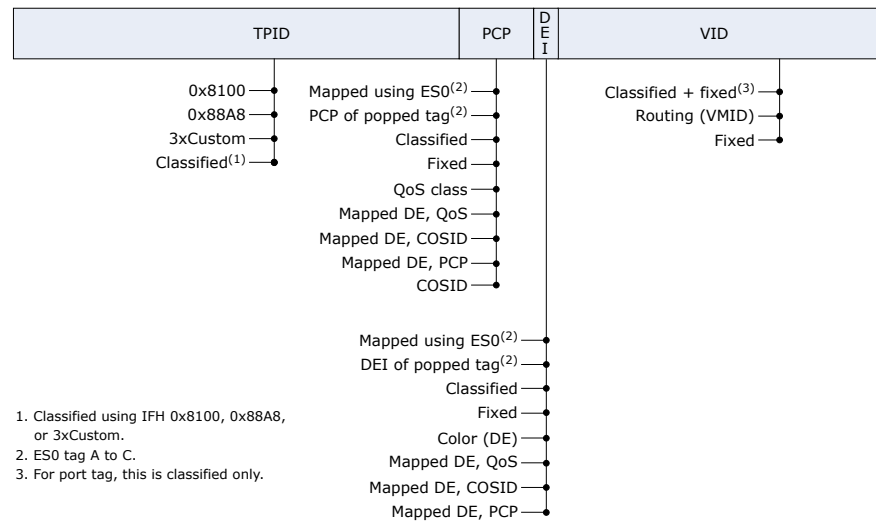 TPID
PCP
D
E
I
VID
0x8100
0x88A8
3xCustom
Classified(1)
Mapped using ES0(2)
PCP of popped tag(2)
Classified
Fixed
QoS class
Mapped DE, QoS
Mapped DE, COSID
Mapped DE, PCP
COSID
Classified + fixed(3)
Routing (VMID)
Fixed
Mapped using ES0(2)
DEI of popped tag(2)
Classified
Fixed
Color (DE)
Mapped DE, QoS
Mapped DE, COSID
Mapped DE, PCP
1. Classified using IFH 0x8100, 0x88A8,
or 3xCustom.
2. ES0 tag A to C.
3. For port tag, this is classified only.